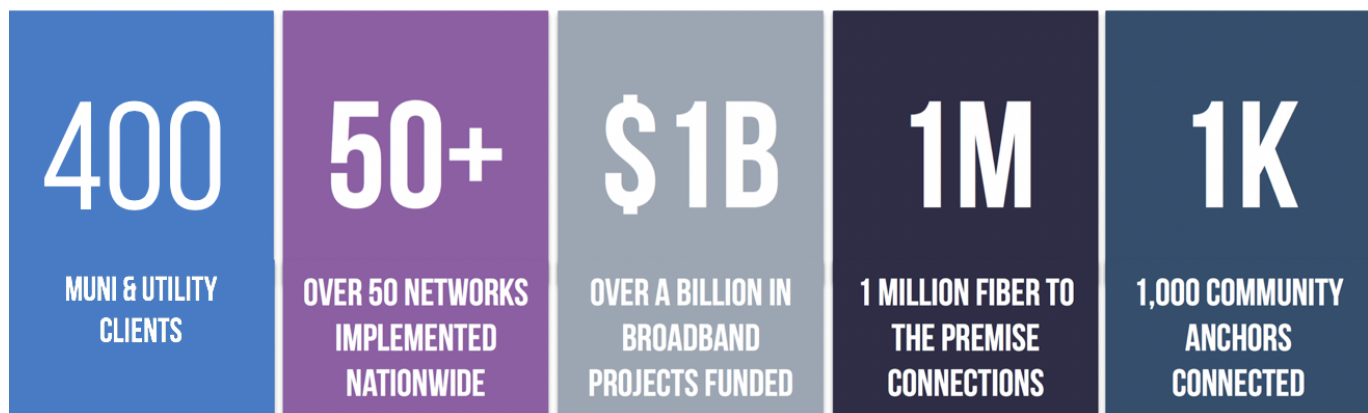 400
MUNI & UTILITY
CLIENTS
50+
OVER 50 NETWORKS
IMPLEMENTED
NATIONWIDE
$1B
OVER A BILLION IN
BROADBAND
PROJECTS FUNDED
1M
1 MILLION FIBER TO
THE PREMISE
CONNECTIONS
1K
1,000 COMMUNITY
ANCHORS
CONNECTED